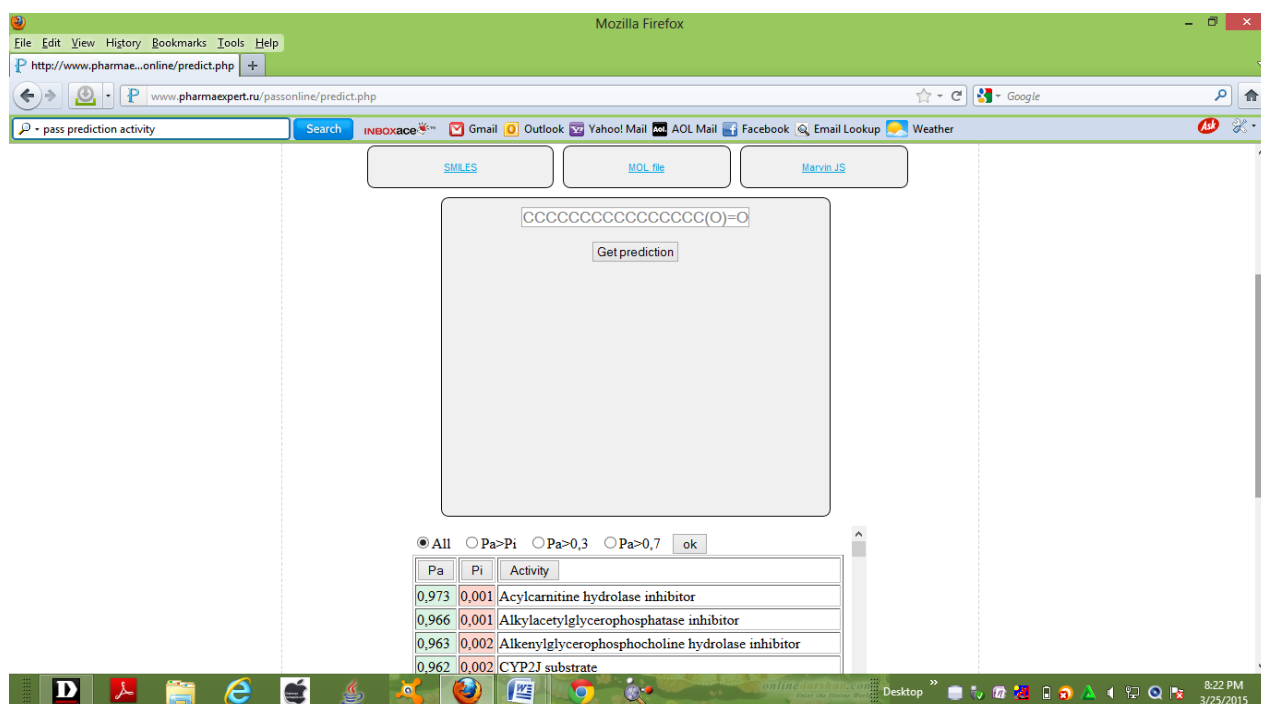 Mozilla Firefox
File Edit View History Bookmarks Tools Help
http://www.pharmae...online/predict.php +
www.pharmaexpert.ru/passonline/predict.php Google
pass prediction activity Search INBOXace Gmail Outlook Yahoo! Mail Aol. AOL Mail Facebook Email Lookup Weather Ask
SMILES MOL file Marvin JS
CCCCCCCCCCCCCCCC(O)=O
Get prediction
All Pa>Pi Pa>0,3 Pa>0,7 ok
Pa Pi Activity
0,973 0,001 Acylcarnitine hydrolase inhibitor
0,966 0,001 Alkylacetylglycerophosphatase inhibitor
0,963 0,002 Alkenylglycerophosphocholine hydrolase inhibitor
0,962 0,002 CYP2J substrate
D onlinedarshan.com Desktop » 8:22 PM
3/25/2015